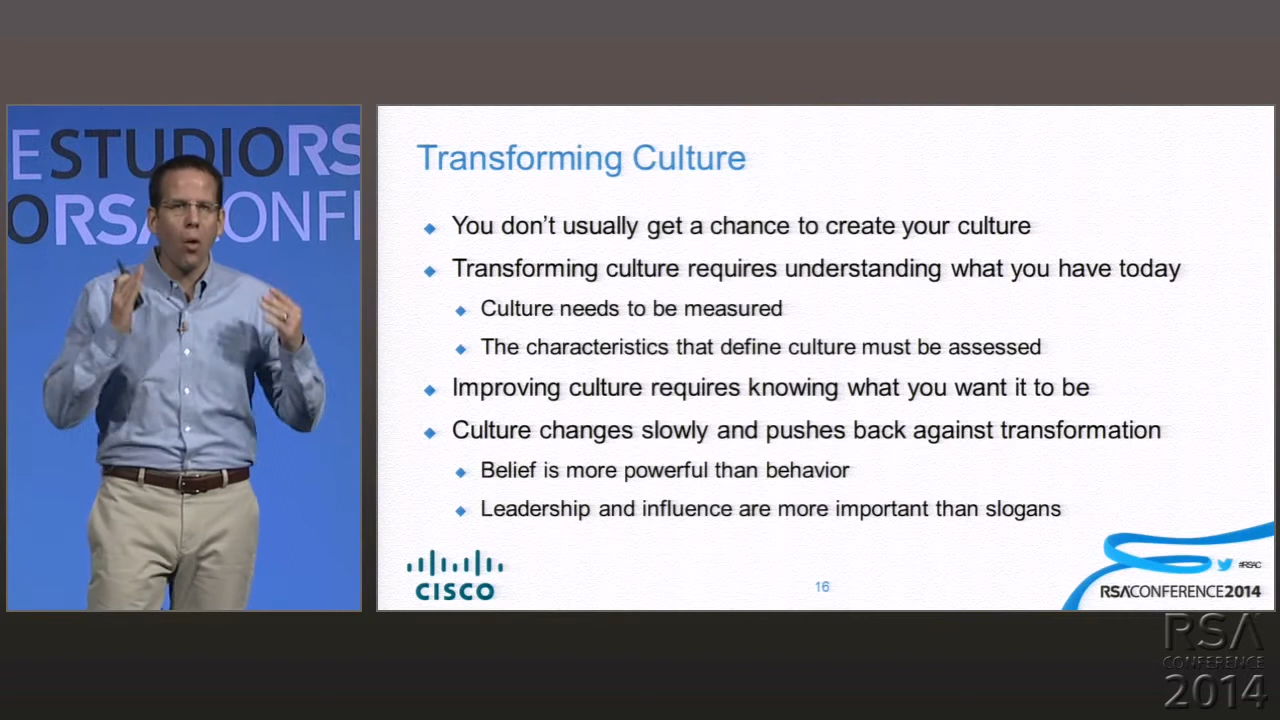 ESTUDIORS
ORSACONF
Transforming Culture
You don't usually get a chance to create your culture
Transforming culture requires understanding what you have today
Culture needs to be measured
The characteristics that define culture must be assessed
Improving culture requires knowing what you want it to be
Culture changes slowly and pushes back against transformation
Belief is more powerful than behavior
Leadership and influence are more important than slogans
CISCO
16
#RSAC
RSACONFERENCE2014
RSA
CONFERENCE
2014